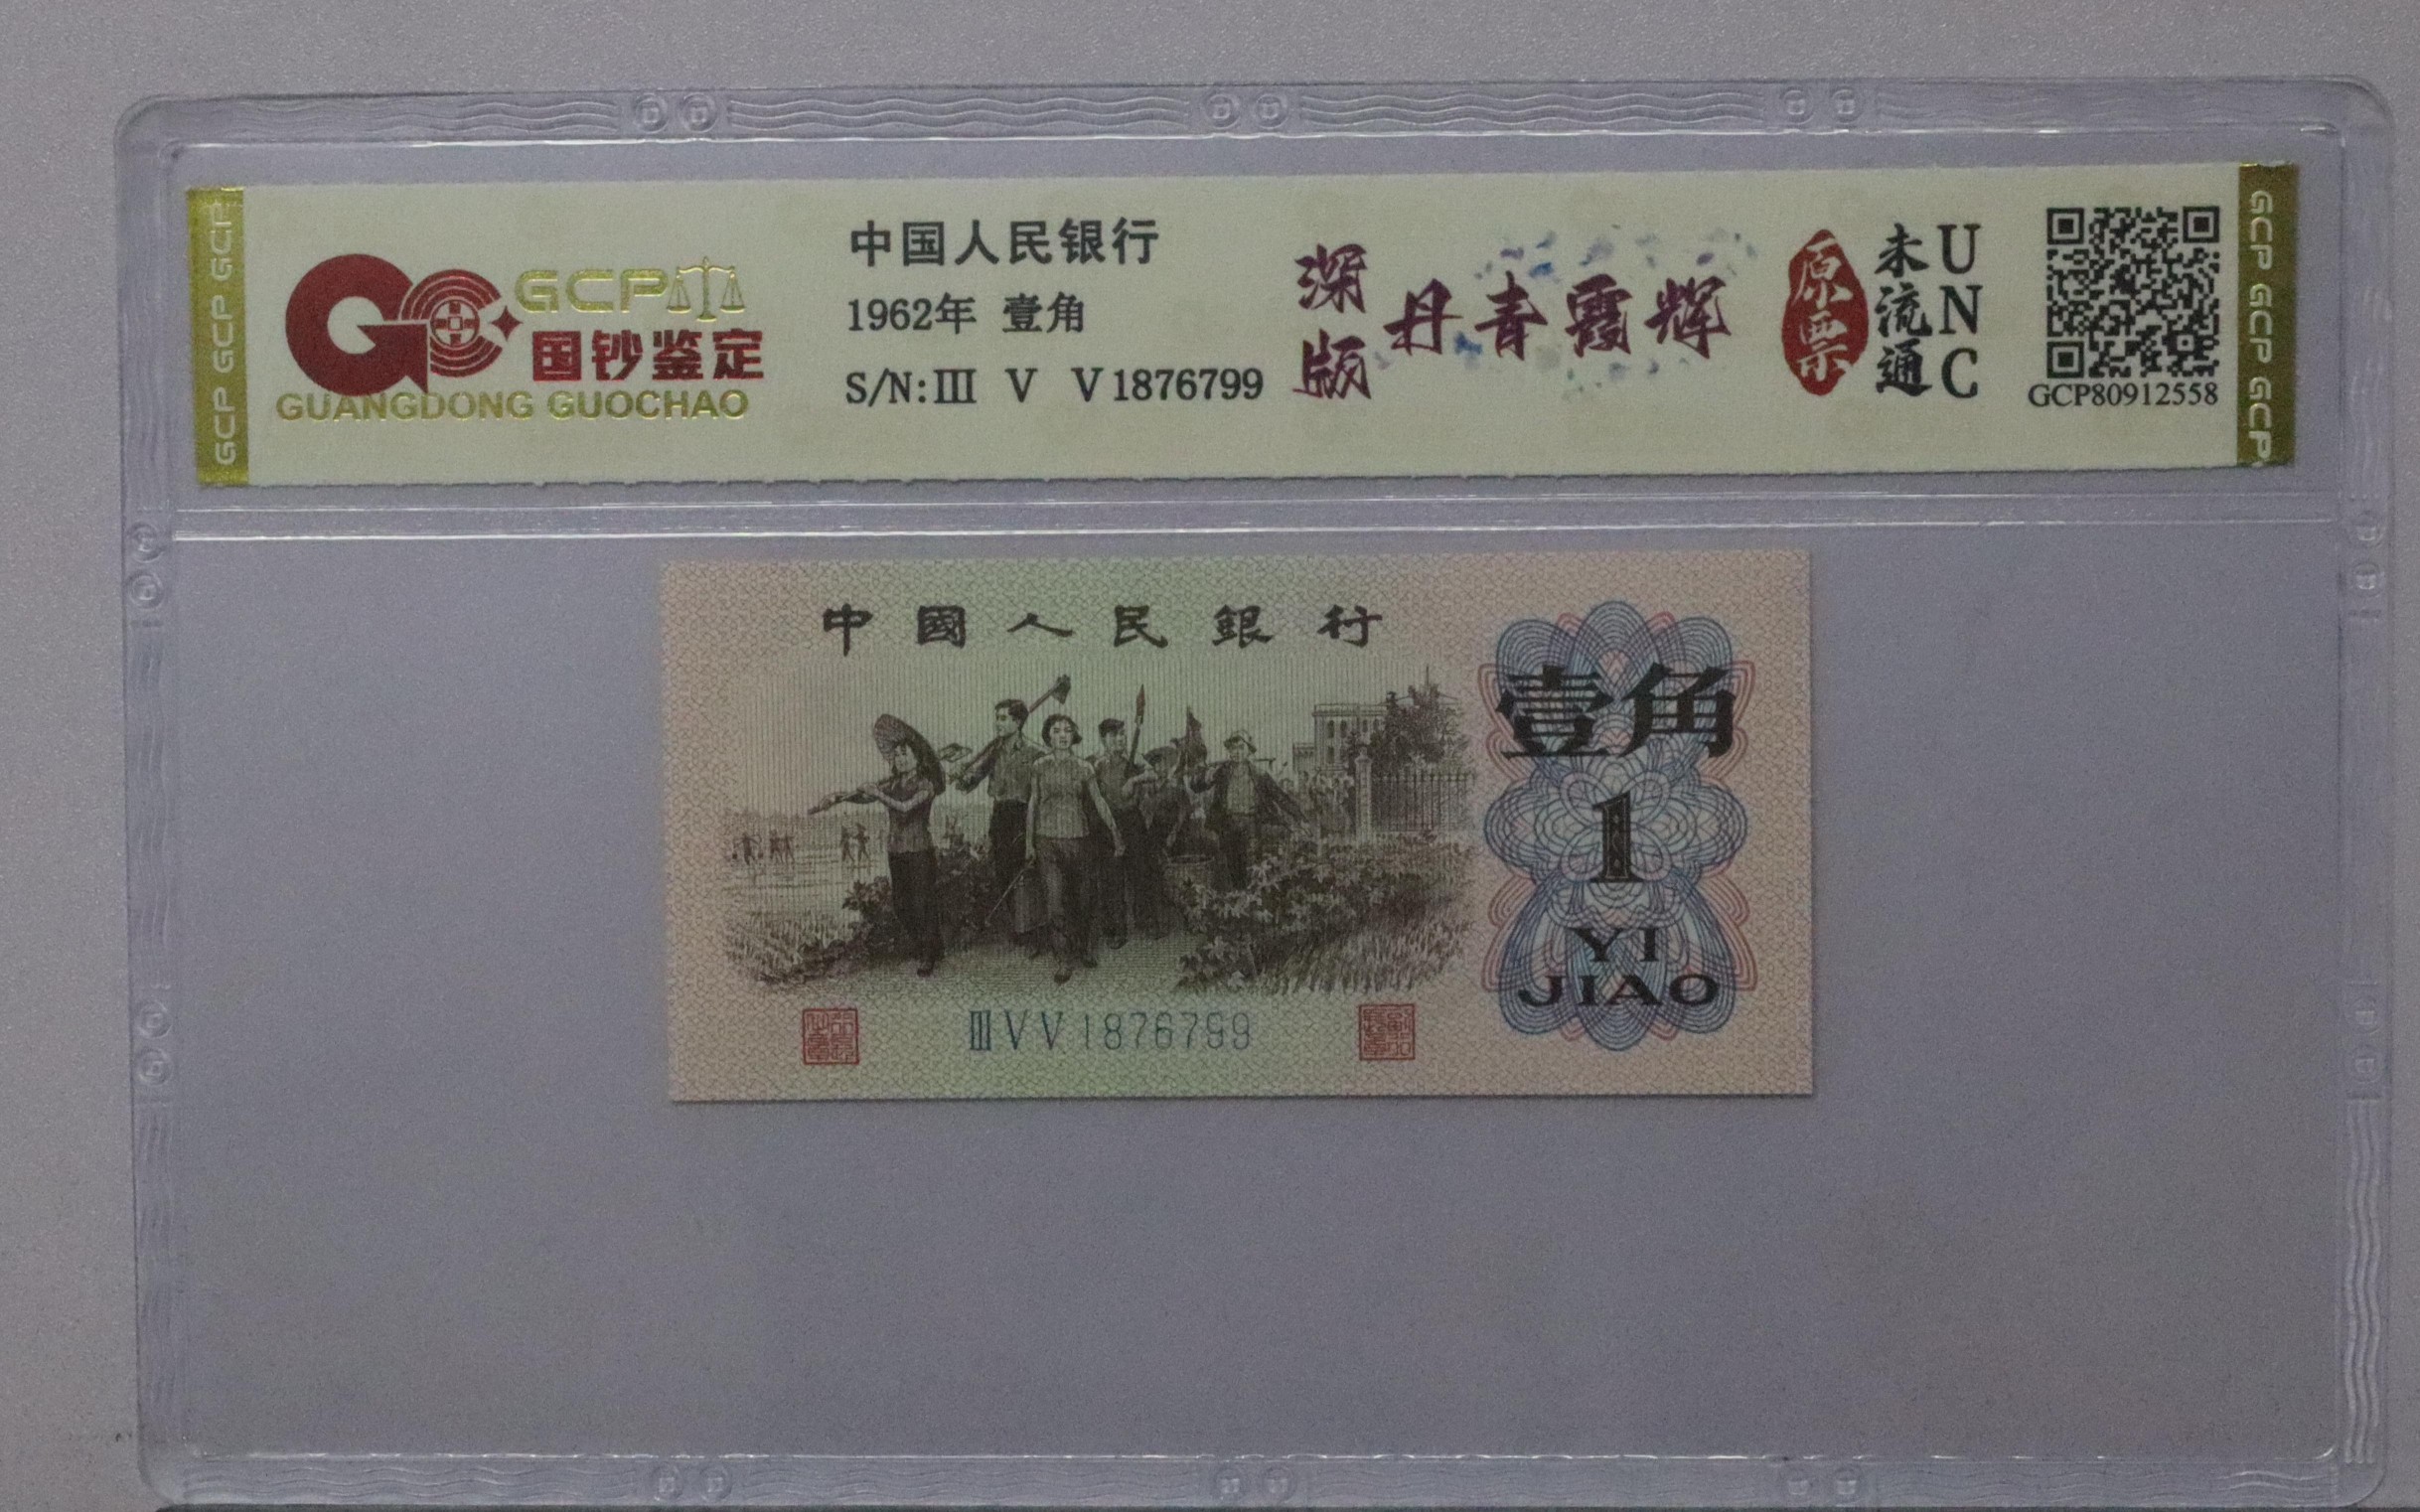 GCP GCP GCP
GCP
国钞鉴定
GUANGDONG GUOCHAO
中国人民银行
1962年 壹角
S/N:Ⅲ Ⅴ Ⅴ1876799
深版
丹青霞辉
原票
未流通
UNC
GCP80912558
GCP GCP GCP
中國人民銀行
壹角
1
YI
JIAO
ⅢⅤⅤ1876799